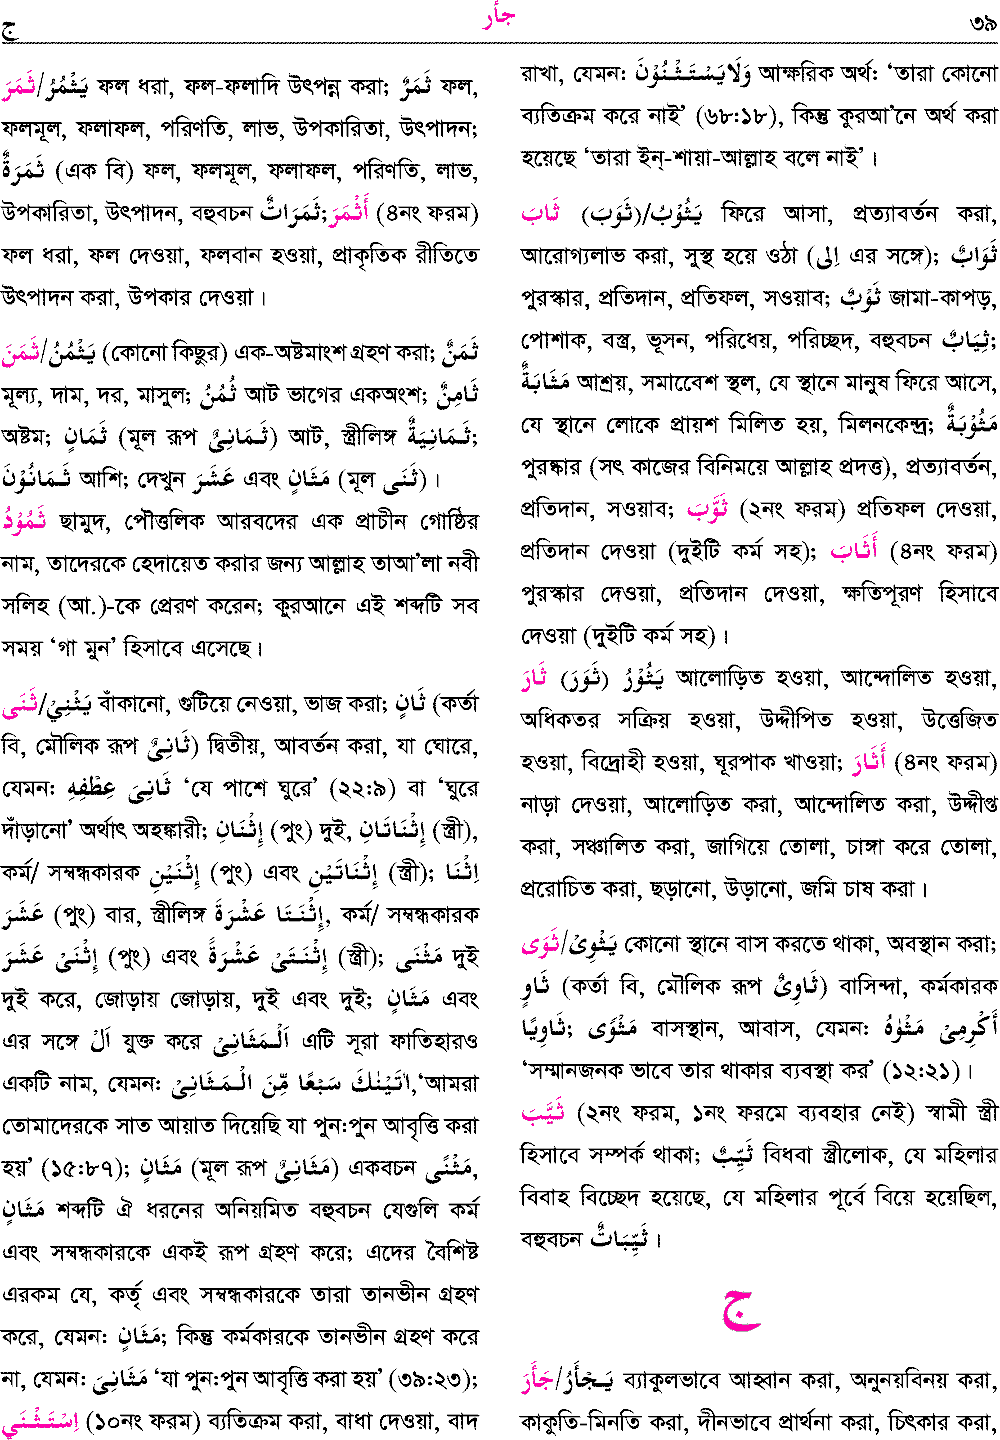 ج جأر ৩৯
ثَمَرَ/يَثْمُرُ ফল ধরা, ফল-ফলাদি উৎপন্ন করা; ثَمَرٌ ফল,
ফলমূল, ফলাফল, পরিণতি, লাভ, উপকারিতা, উৎপাদন;
ثَمَرَةٌ (এক বি) ফল, ফলমূল, ফলাফল, পরিণতি, লাভ,
উপকারিতা, উৎপাদন, বহুবচন ثَمَرَاتٌ; أَثْمَرَ (৪নং ফরম)
ফল ধরা, ফল দেওয়া, ফলবান হওয়া, প্রাকৃতিক রীতিতে
উৎপাদন করা, উপকার দেওয়া।
ثَمَنَ/يَثْمُنُ (কোনো কিছুর) এক-অষ্টমাংশ গ্রহণ করা; ثَمَنٌ
মূল্য, দাম, দর, মাসুল; ثُمُنٌ আট ভাগের একঅংশ; ثَامِنٌ
অষ্টম; ثَمَانٍ (মূল রূপ ثَمَانِىٌ) আট, স্ত্রীলিঙ্গ ثَمَانِيَةٌ;
ثَمَانُوْنَ আশি; দেখুন عَشَرَ এবং مَثَانٍ (মূল ثَنَى)।
ثَمُوْدُ ছামুদ, পৌত্তলিক আরবদের এক প্রাচীন গোষ্ঠির
নাম, তাদেরকে হেদায়েত করার জন্য আল্লাহ তাআ’লা নবী
সলিহ (আ.)-কে প্রেরণ করেন; কুরআনে এই শব্দটি সব
সময় ‘গা মুন’ হিসাবে এসেছে।
ثَنَى/يَثْنِيْ বাঁকানো, গুটিয়ে নেওয়া, ভাজ করা; ثَانٍ (কর্তা
বি, মৌলিক রূপ ثَانِىٌ) দ্বিতীয়, আবর্তন করা, যা ঘোরে,
যেমন: ثَانِىَ عِطْفِهِ ‘যে পাশে ঘুরে’ (২২:৯) বা ‘ঘুরে
দাঁড়ানো’ অর্থাৎ অহঙ্কারী; إِثْنَانِ (পুং) দুই, إِثْنَاتَانِ (স্ত্রী),
কর্ম/ সম্বন্ধকারক إِثْنَيْنِ (পুং) এবং إِثْنَاتَيْنِ (স্ত্রী); اِثْنَا
عَشَرَ (পুং) বার, স্ত্রীলিঙ্গ إِثْنَتَا عَشْرَةَ, কর্ম/ সম্বন্ধকারক
إِثْنَىْ عَشَرَ (পুং) এবং إِثْنَتَىْ عَشْرَةَ (স্ত্রী); مَثْنَى দুই
দুই করে, জোড়ায় জোড়ায়, দুই এবং দুই; مَثَانٍ এবং
এর সঙ্গে اَلْ যুক্ত করে اَلْمَثَانِىْ এটি সূরা ফাতিহারও
একটি নাম, যেমন: اٰتَيْنٰكَ سَبْعًا مِّنَ الْمَثَانِىْ,‘আমরা
তোমাদেরকে সাত আয়াত দিয়েছি যা পুন:পুন আবৃত্তি করা
হয়’ (১৫:৮৭); مَثَانٍ (মূল রূপ مَثَانِىٌ) একবচন مَثْنًى,
مَثَانٍ শব্দটি ঐ ধরনের অনিয়মিত বহুবচন যেগুলি কর্ম
এবং সম্বন্ধকারকে একই রূপ গ্রহণ করে; এদের বৈশিষ্ট
এরকম যে, কর্তৃ এবং সম্বন্ধকারকে তারা তানভীন গ্রহণ
করে, যেমন: مَثَانٍ; কিন্তু কর্মকারকে তানভীন গ্রহণ করে
না, যেমন: مَثَانِىَ ‘যা পুন:পুন আবৃত্তি করা হয়’ (৩৯:২৩);
اِسْتَثْنَي (১০নং ফরম) ব্যতিক্রম করা, বাধা দেওয়া, বাদ
রাখা, যেমন: وَلَايَسْتَثْنُوْنَ আক্ষরিক অর্থ: ‘তারা কোনো
ব্যতিক্রম করে নাই’ (৬৮:১৮), কিন্তু কুরআ’নে অর্থ করা
হয়েছে ‘তারা ইন্-শায়া-আল্লাহ বলে নাই’।
ثَابَ (ثَوَبَ)/يَثُوْبُ ফিরে আসা, প্রত্যাবর্তন করা,
আরোগ্যলাভ করা, সুস্থ হয়ে ওঠা (اِلى এর সঙ্গে); ثَوَابٌ
পুরস্কার, প্রতিদান, প্রতিফল, সওয়াব; ثَوْبٌ জামা-কাপড়,
পোশাক, বস্ত্র, ভূসন, পরিধেয়, পরিচ্ছদ, বহুবচন ثِيَابٌ;
مَثَابَةٌ আশ্রয়, সমাবেেশ স্থল, যে স্থানে মানুষ ফিরে আসে,
যে স্থানে লোকে প্রায়শ মিলিত হয়, মিলনকেন্দ্র; مَثُوْبَةٌ
পুরষ্কার (সৎ কাজের বিনিময়ে আল্লাহ প্রদত্ত), প্রত্যাবর্তন,
প্রতিদান, সওয়াব; ثَوَّبَ (২নং ফরম) প্রতিফল দেওয়া,
প্রতিদান দেওয়া (দুইটি কর্ম সহ); أَثَابَ (৪নং ফরম)
পুরস্কার দেওয়া, প্রতিদান দেওয়া, ক্ষতিপূরণ হিসাবে
দেওয়া (দুইটি কর্ম সহ)।
ثَارَ (ثَوَرَ) يَثُوْرُ আলোড়িত হওয়া, আন্দোলিত হওয়া,
অধিকতর সক্রিয় হওয়া, উদ্দীপিত হওয়া, উত্তেজিত
হওয়া, বিদ্রোহী হওয়া, ঘূরপাক খাওয়া; أَثَارَ (৪নং ফরম)
নাড়া দেওয়া, আলোড়িত করা, আন্দোলিত করা, উদ্দীপ্ত
করা, সঞ্চালিত করা, জাগিয়ে তোলা, চাঙ্গা করে তোলা,
প্ররোচিত করা, ছড়ানো, উড়ানো, জমি চাষ করা।
ثَوَى/يَثْوِىْ কোনো স্থানে বাস করতে থাকা, অবস্থান করা;
ثَاوٍ (কর্তা বি, মৌলিক রূপ ثَاوِىٌ) বাসিন্দা, কর্মকারক
ثَاوِيًا; مَثْوًى বাসস্থান, আবাস, যেমন: أَكْرِمِىْ مَثْوٰهُ
‘সম্মানজনক ভাবে তার থাকার ব্যবস্থা কর’ (১২:২১)।
ثَيَّبَ (২নং ফরম, ১নং ফরমে ব্যবহার নেই) স্বামী স্ত্রী
হিসাবে সম্পর্ক থাকা; ثَيِّبٌ বিধবা স্ত্রীলোক, যে মহিলার
বিবাহ বিচ্ছেদ হয়েছে, যে মহিলার পূর্বে বিয়ে হয়েছিল,
বহুবচন ثَيِّبَاتٌ।
ج
جَأَرَ/يَجْأَرُ ব্যাকুলভাবে আহ্বান করা, অনুনয়বিনয় করা,
কাকুতি-মিনতি করা, দীনভাবে প্রার্থনা করা, চিৎকার করা,